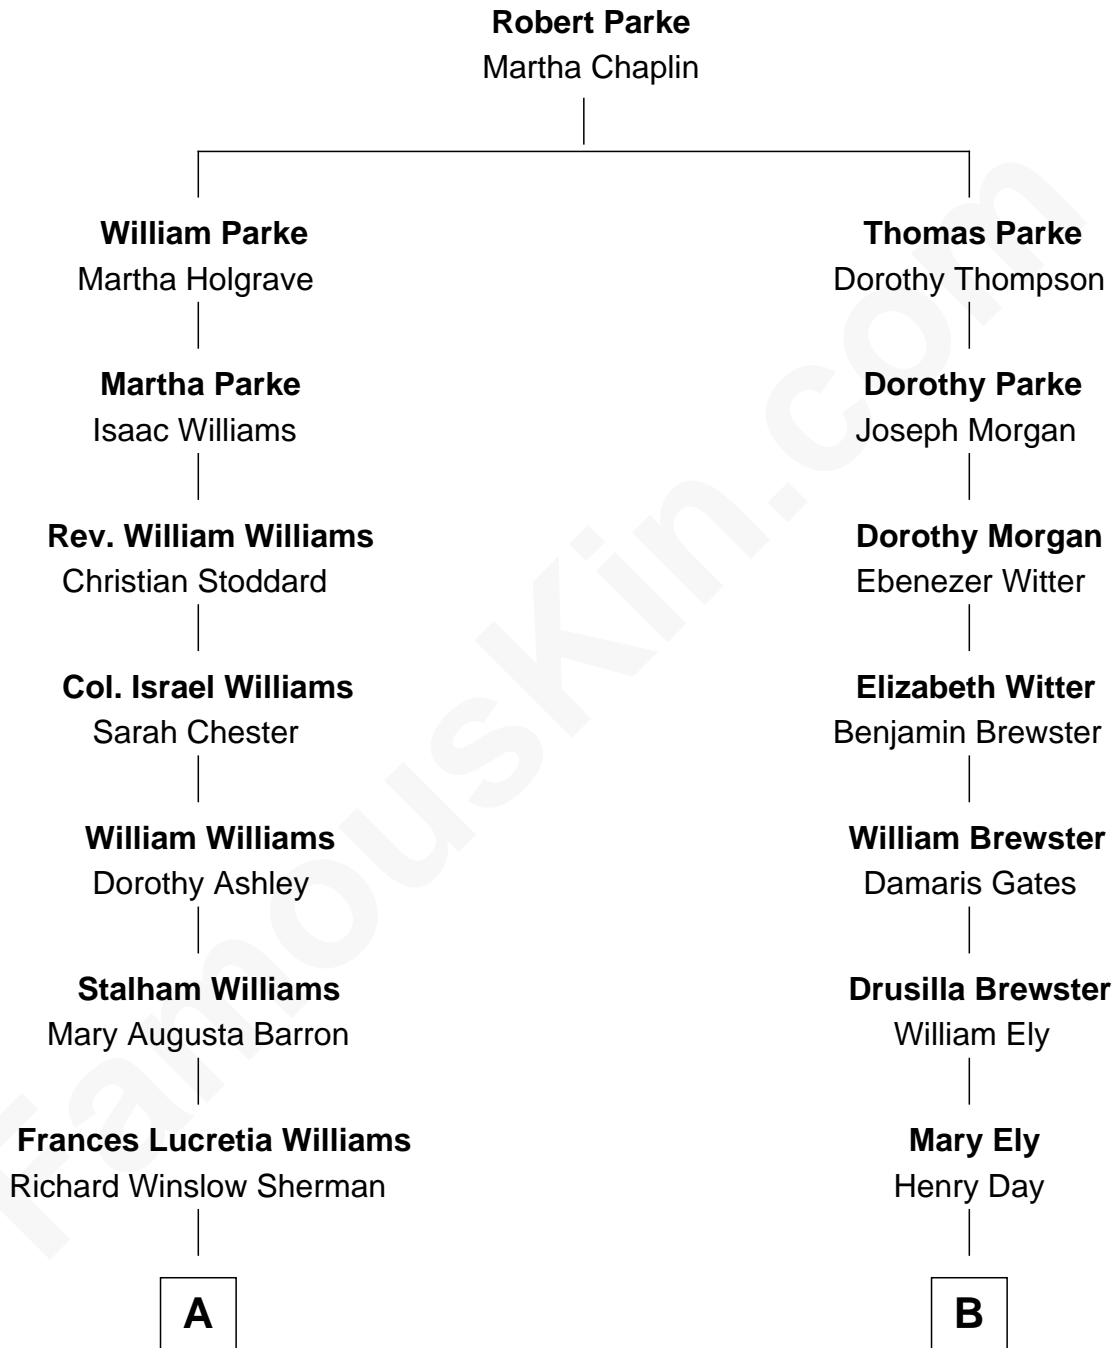 Robert Parke
Martha Chaplin
William Parke
Martha Holgrave
Martha Parke
Isaac Williams
Rev. William Williams
Christian Stoddard
Col. Israel Williams
Sarah Chester
William Williams
Dorothy Ashley
Stalham Williams
Mary Augusta Barron
Frances Lucretia Williams
Richard Winslow Sherman
A
Thomas Parke
Dorothy Thompson
Dorothy Parke
Joseph Morgan
Dorothy Morgan
Ebenezer Witter
Elizabeth Witter
Benjamin Brewster
William Brewster
Damaris Gates
Drusilla Brewster
William Ely
Mary Ely
Henry Day
B
FamousKin.com